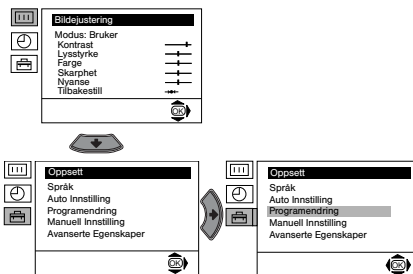 Bildejustering
Modus: Bruker
Kontrast
Lysstyrke
Farge
Skarphet
Nyanse
Tilbakestill
OK
Oppsett
Språk
Auto Innstilling
Programendring
Manuell Innstilling
Avanserte Egenskaper
OK
Oppsett
Språk
Auto Innstilling
Programendring
Manuell Innstilling
Avanserte Egenskaper
OK